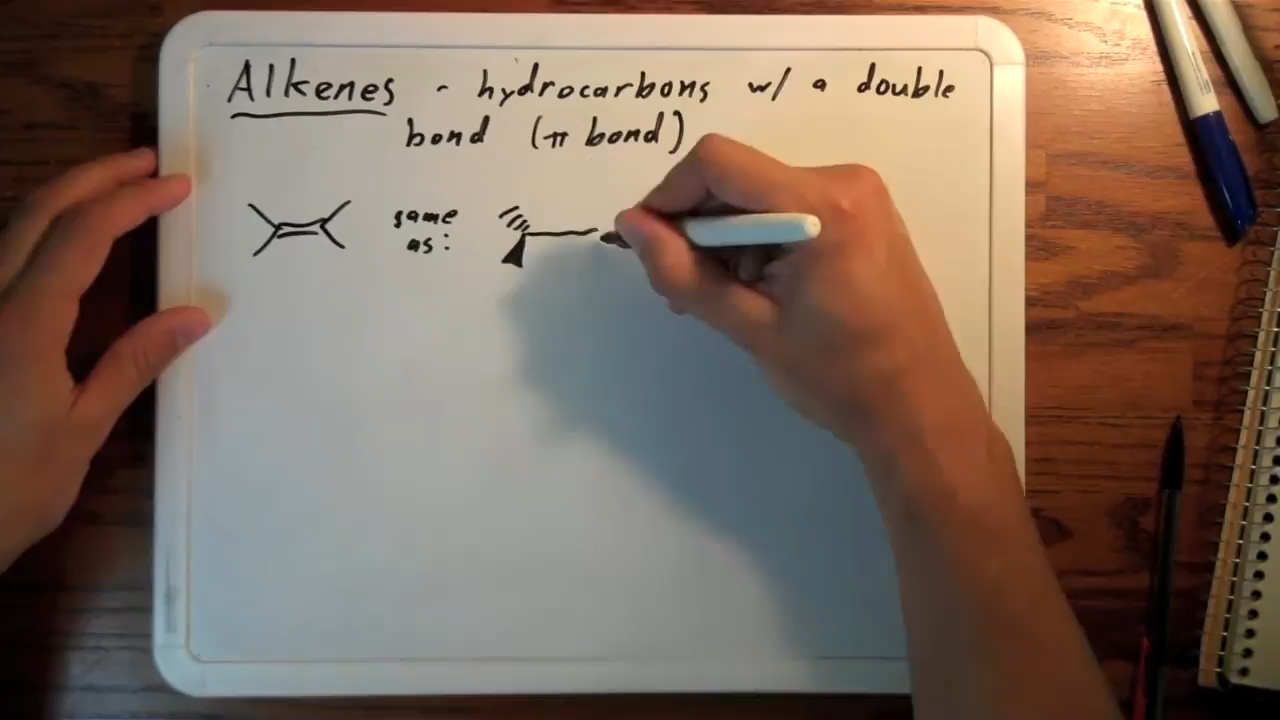 Alkenes - hydrocarbons w/ a double
bond (π bond)
same
as: